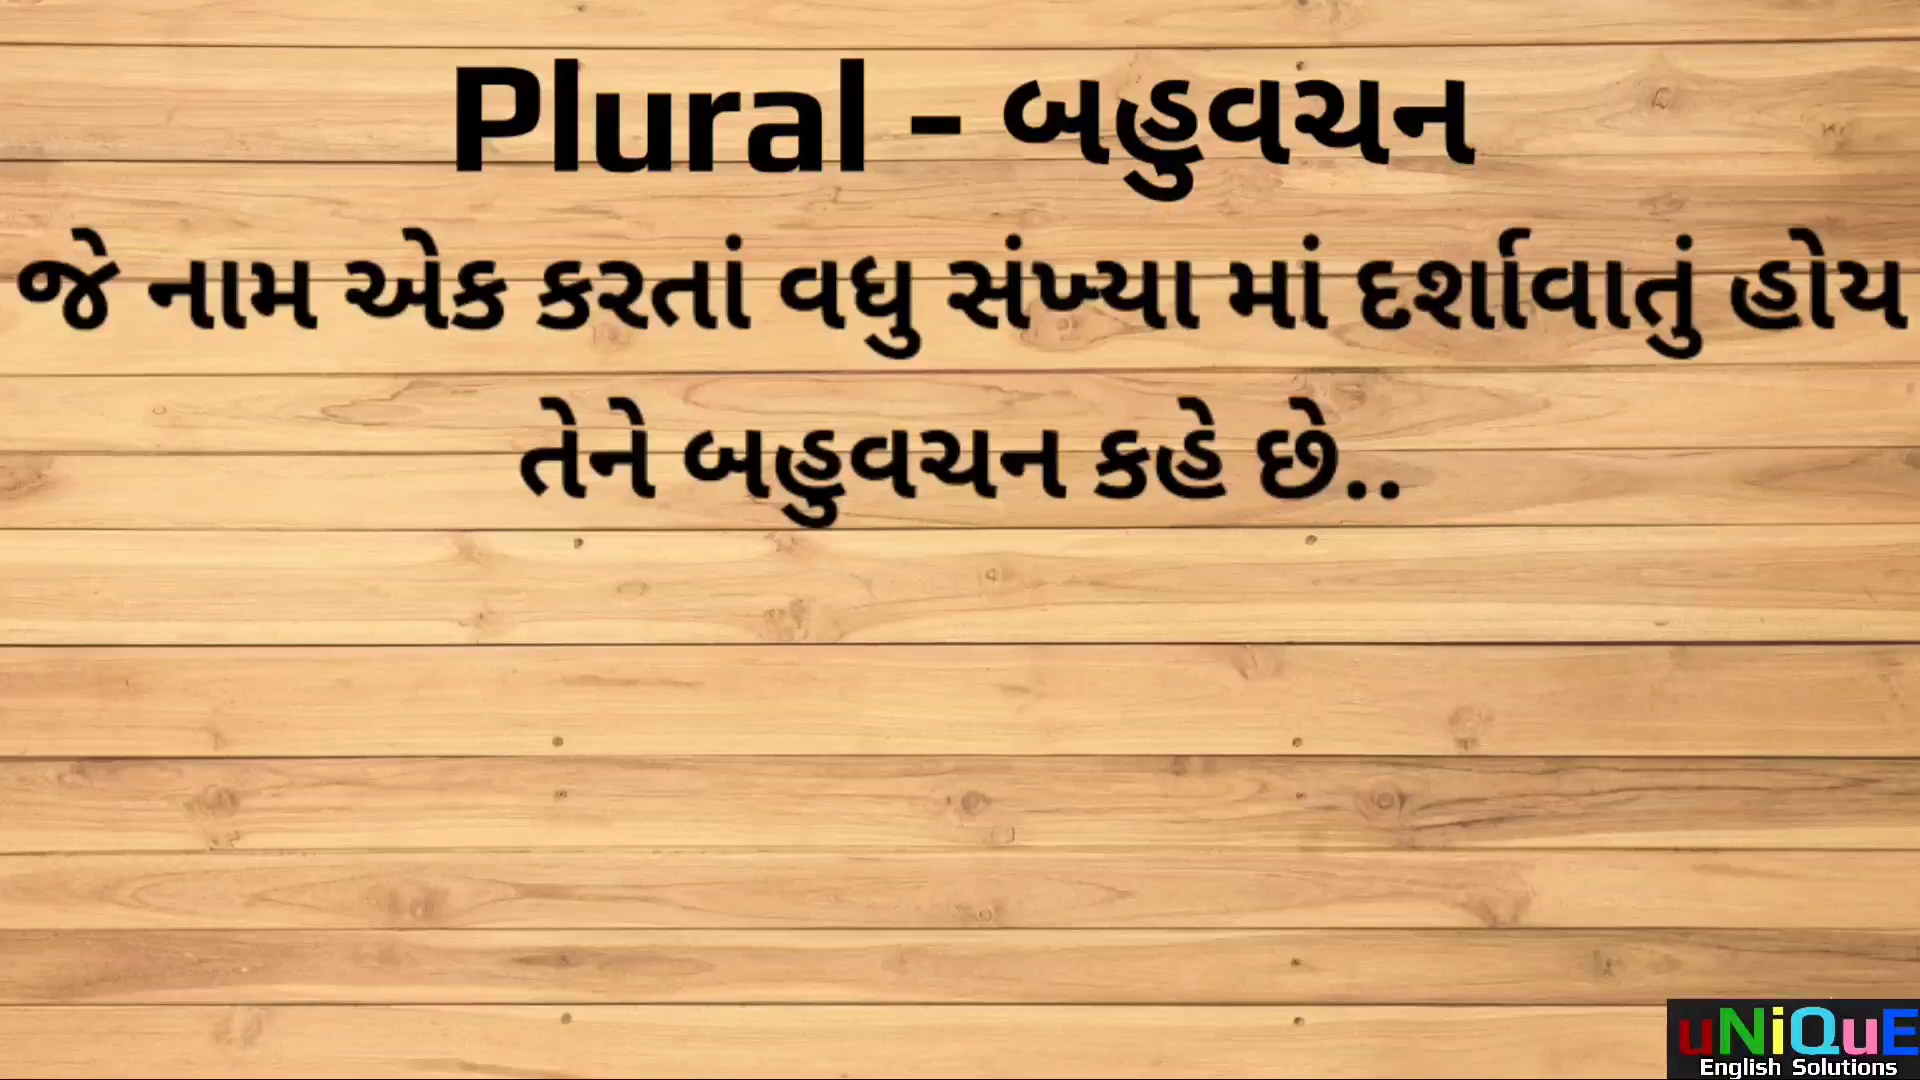 Plural - બહુવચન
જે નામ એક કરતાં વધુ સંખ્યા માં દર્શાવાતું હોય
તેને બહુવચન કહે છે..
uNiQuE
English Solutions